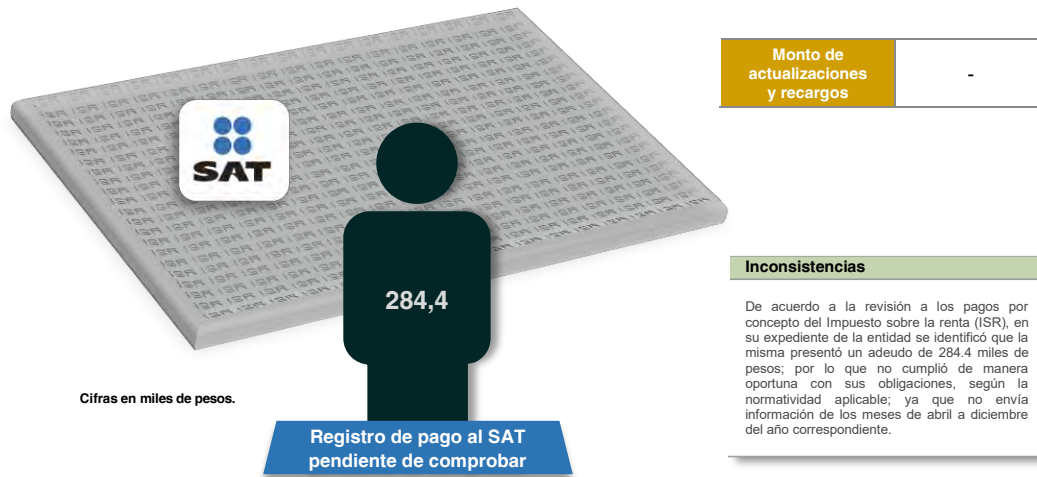 SAT
284,4
Cifras en miles de pesos.
Registro de pago al SAT
pendiente de comprobar
Monto de
actualizaciones
y recargos
-
Inconsistencias
De acuerdo a la revisión a los pagos por
concepto del Impuesto sobre la renta (ISR), en
su expediente de la entidad se identificó que la
misma presentó un adeudo de 284.4 miles de
pesos; por lo que no cumplió de manera
oportuna con sus obligaciones, según la
normatividad aplicable; ya que no envía
información de los meses de abril a diciembre
del año correspondiente.